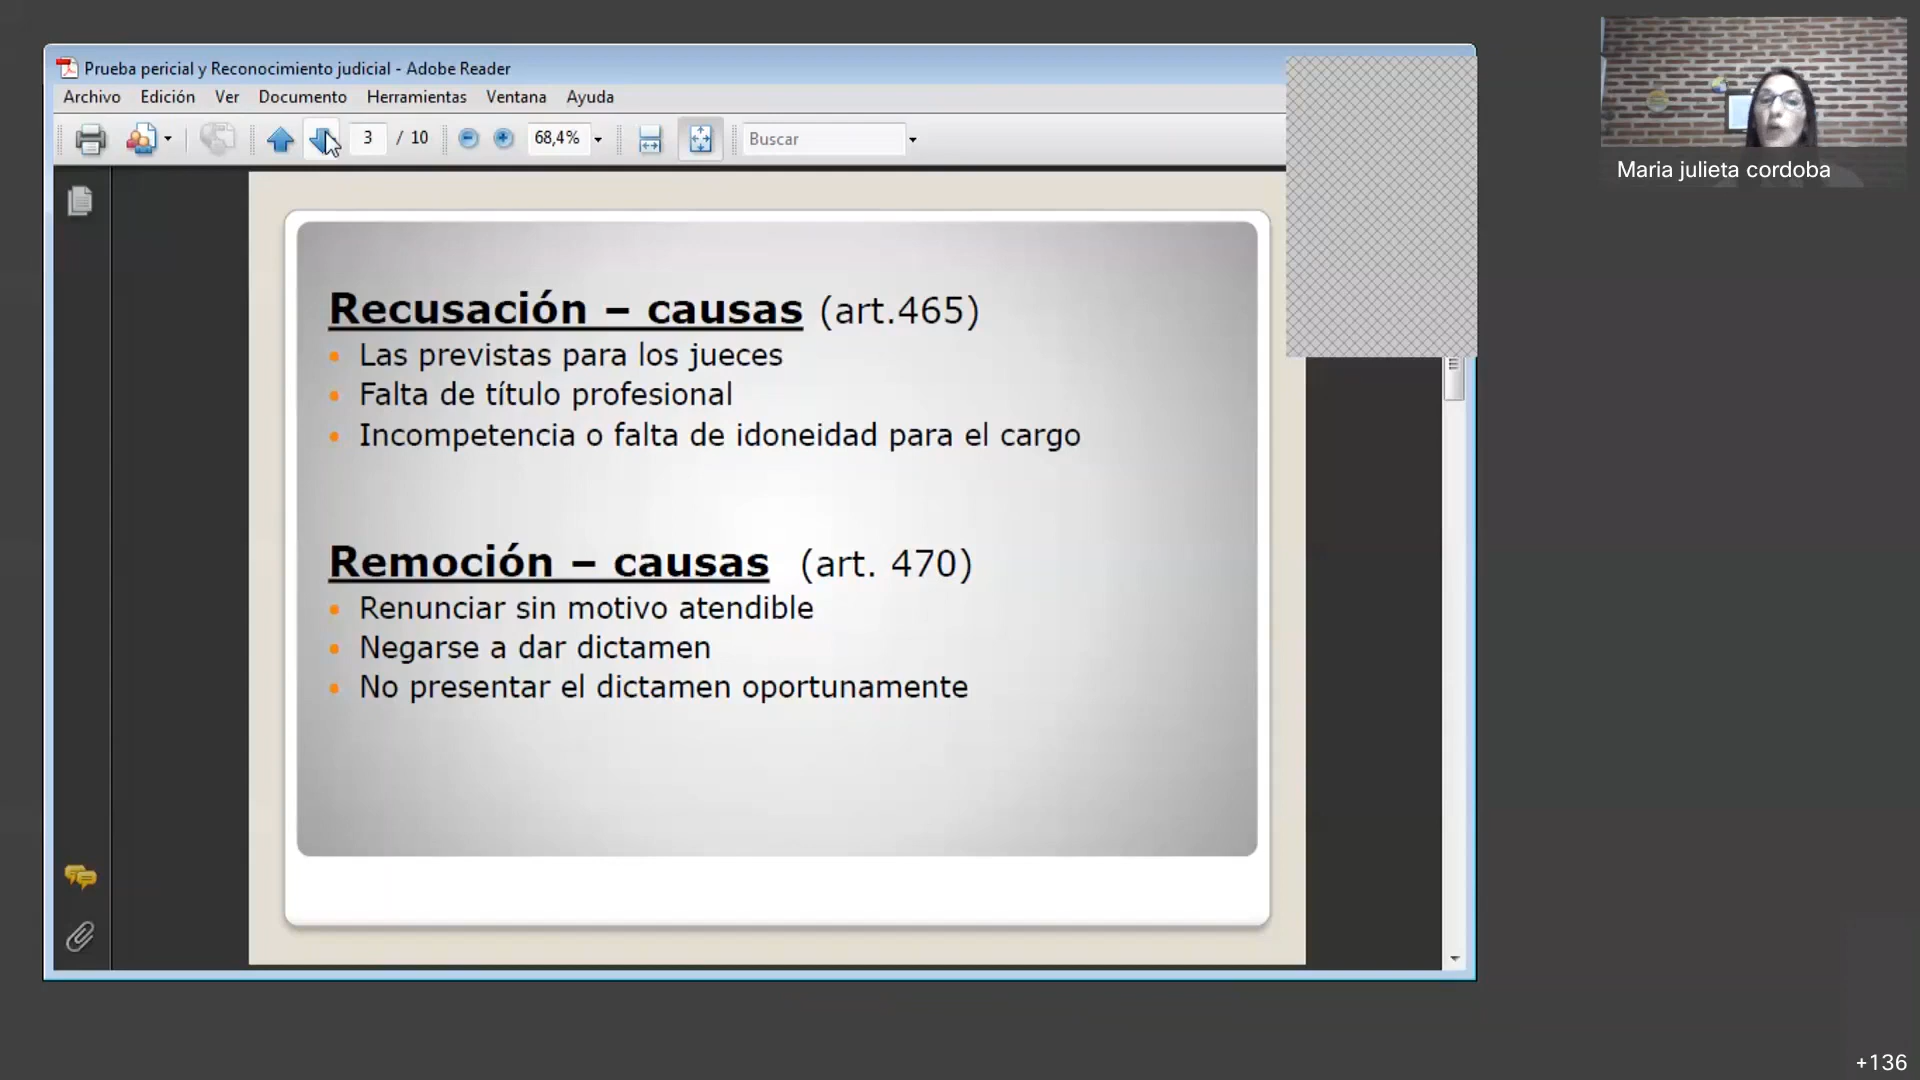 Prueba pericial y Reconocimiento judicial - Adobe Reader
Archivo Edición Ver Documento Herramientas Ventana Ayuda
3 / 10 68,4% Buscar
Maria julieta cordoba
Recusación – causas (art.465)
• Las previstas para los jueces
• Falta de título profesional
• Incompetencia o falta de idoneidad para el cargo
Remoción – causas (art. 470)
• Renunciar sin motivo atendible
• Negarse a dar dictamen
• No presentar el dictamen oportunamente
+136